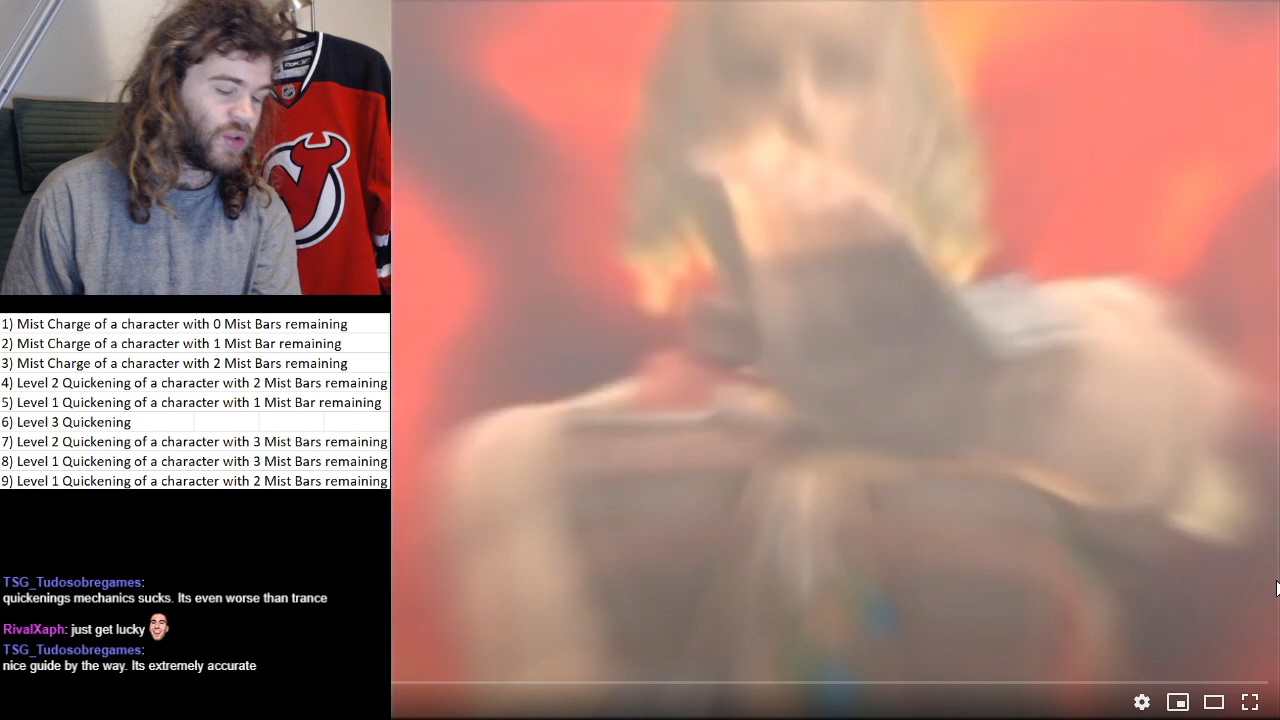 1) Mist Charge of a character with 0 Mist Bars remaining
2) Mist Charge of a character with 1 Mist Bar remaining
3) Mist Charge of a character with 2 Mist Bars remaining
4) Level 2 Quickening of a character with 2 Mist Bars remaining
5) Level 1 Quickening of a character with 1 Mist Bar remaining
6) Level 3 Quickening
7) Level 2 Quickening of a character with 3 Mist Bars remaining
8) Level 1 Quickening of a character with 3 Mist Bars remaining
9) Level 1 Quickening of a character with 2 Mist Bars remaining
TSG_Tudosobregames:
quickenings mechanics sucks. Its even worse than trance
RivalXaph: just get lucky
TSG_Tudosobregames:
nice guide by the way. Its extremely accurate